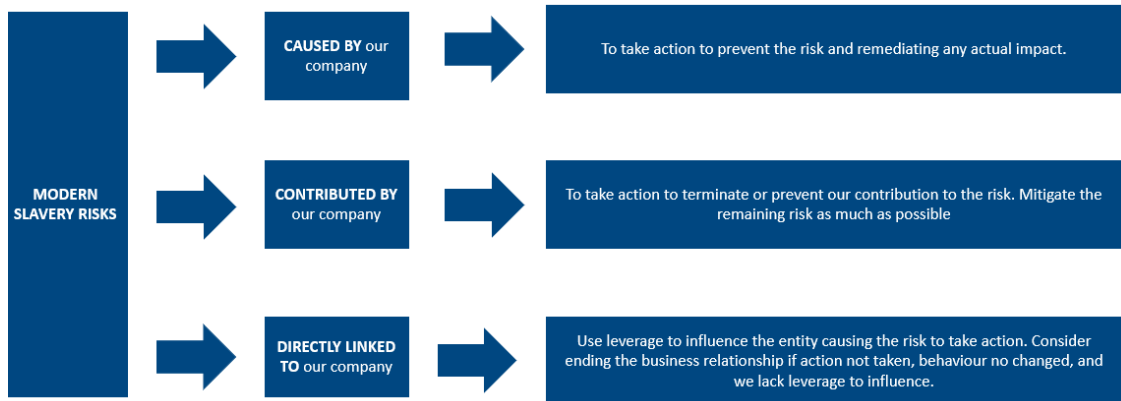 CAUSED BY our
company
To take action to prevent the risk and remediating any actual impact.
MODERN
SLAVERY RISKS
CONTRIBUTED BY
our company
To take action to terminate or prevent our contribution to the risk. Mitigate the
remaining risk as much as possible
DIRECTLY LINKED
TO our company
Use leverage to influence the entity causing the risk to take action. Consider
ending the business relationship if action not taken, behaviour no changed, and
we lack leverage to influence.